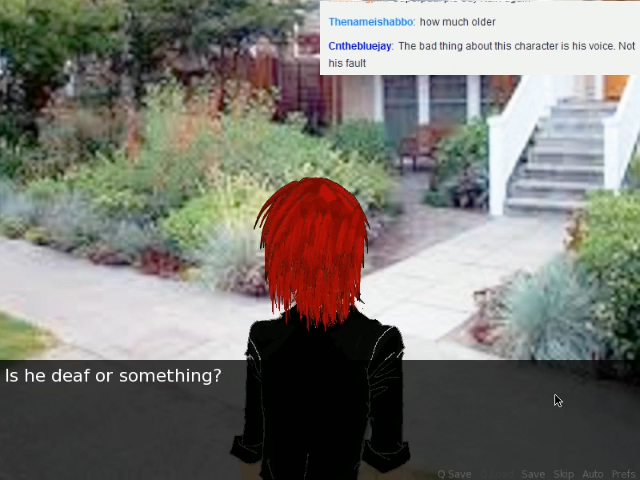 Thenameishabbo: how much older
Cnthebluejay: The bad thing about this character is his voice. Not
his fault
Is he deaf or something?
Q.Save Save Skip Auto Prefs